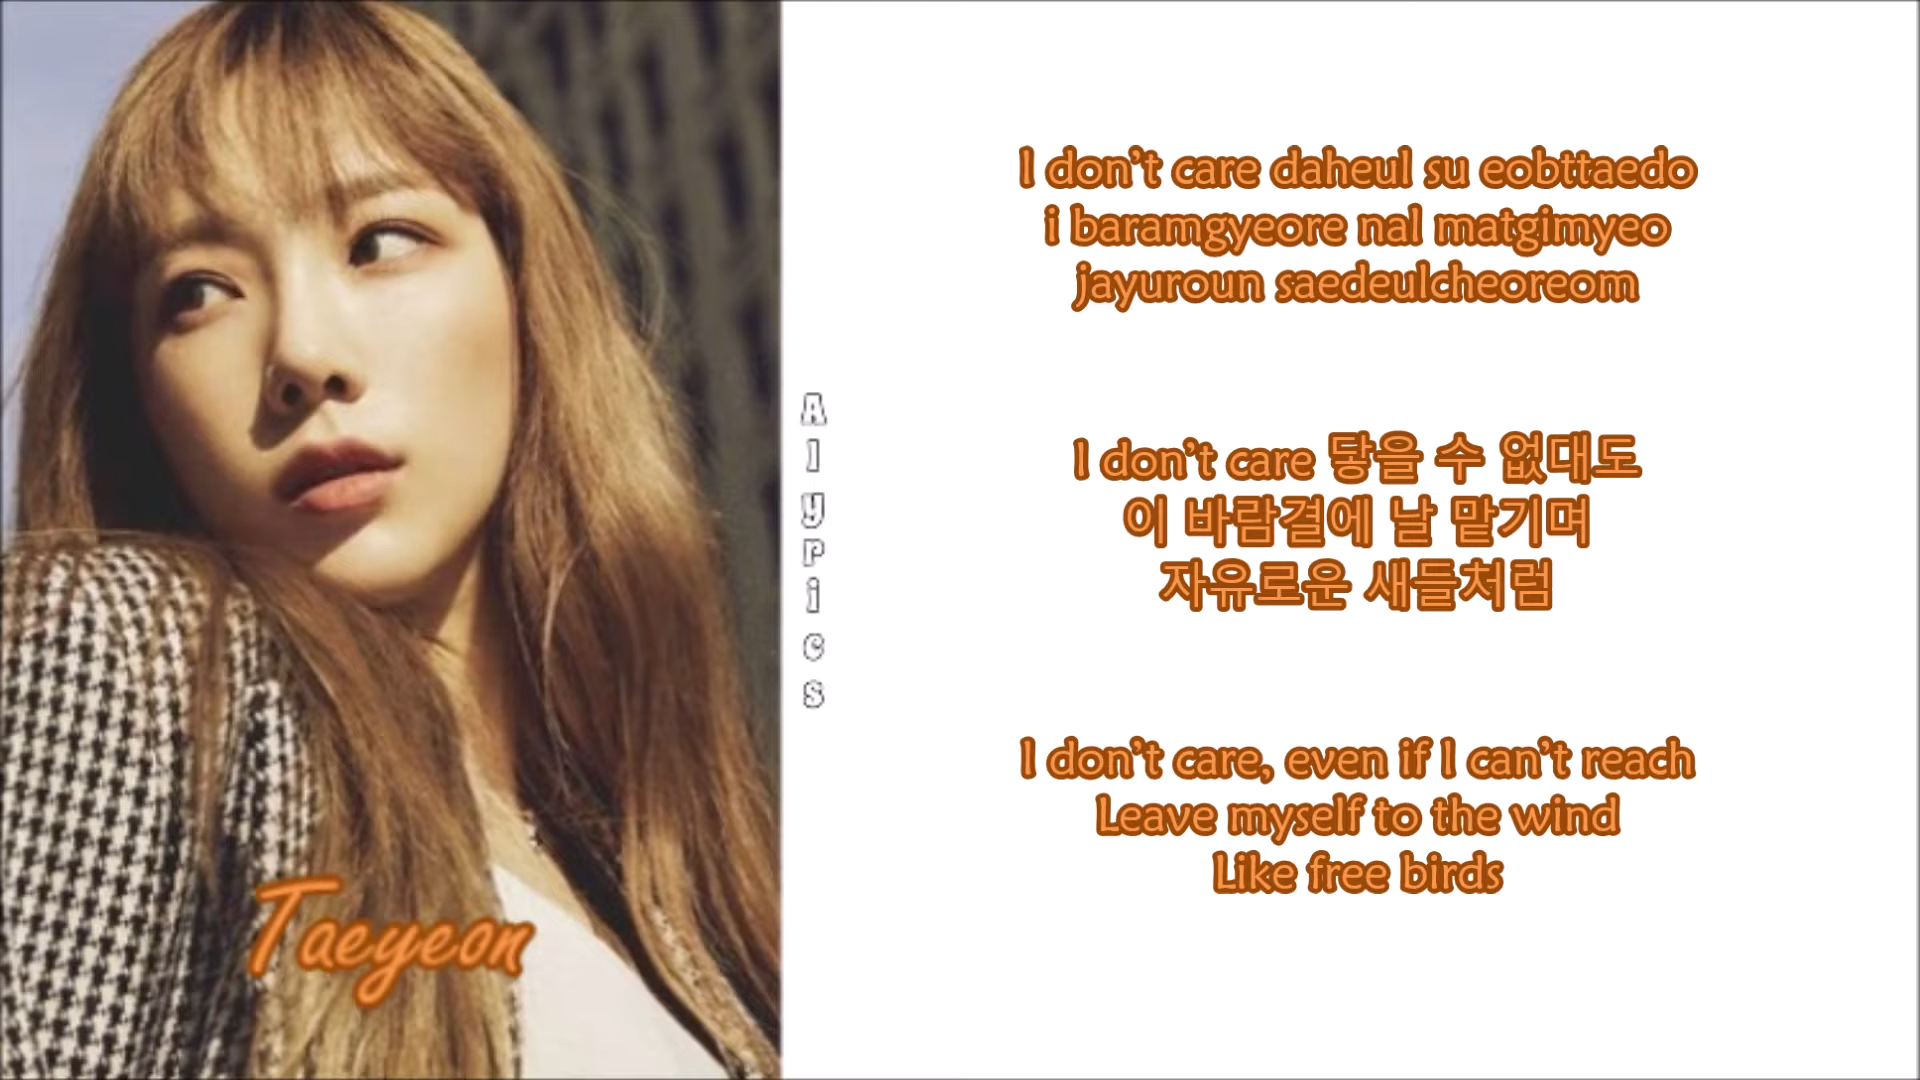 I don't care daheul su eobttaedo
i baramgyeore nal matgimyeo
jayuroun saedeulcheoreom
I don't care 닿을 수 없대도
이 바람결에 날 맡기며
자유로운 새들처럼
I don't care, even if I can't reach
Leave myself to the wind
Like free birds
Alypics
Taeyeon